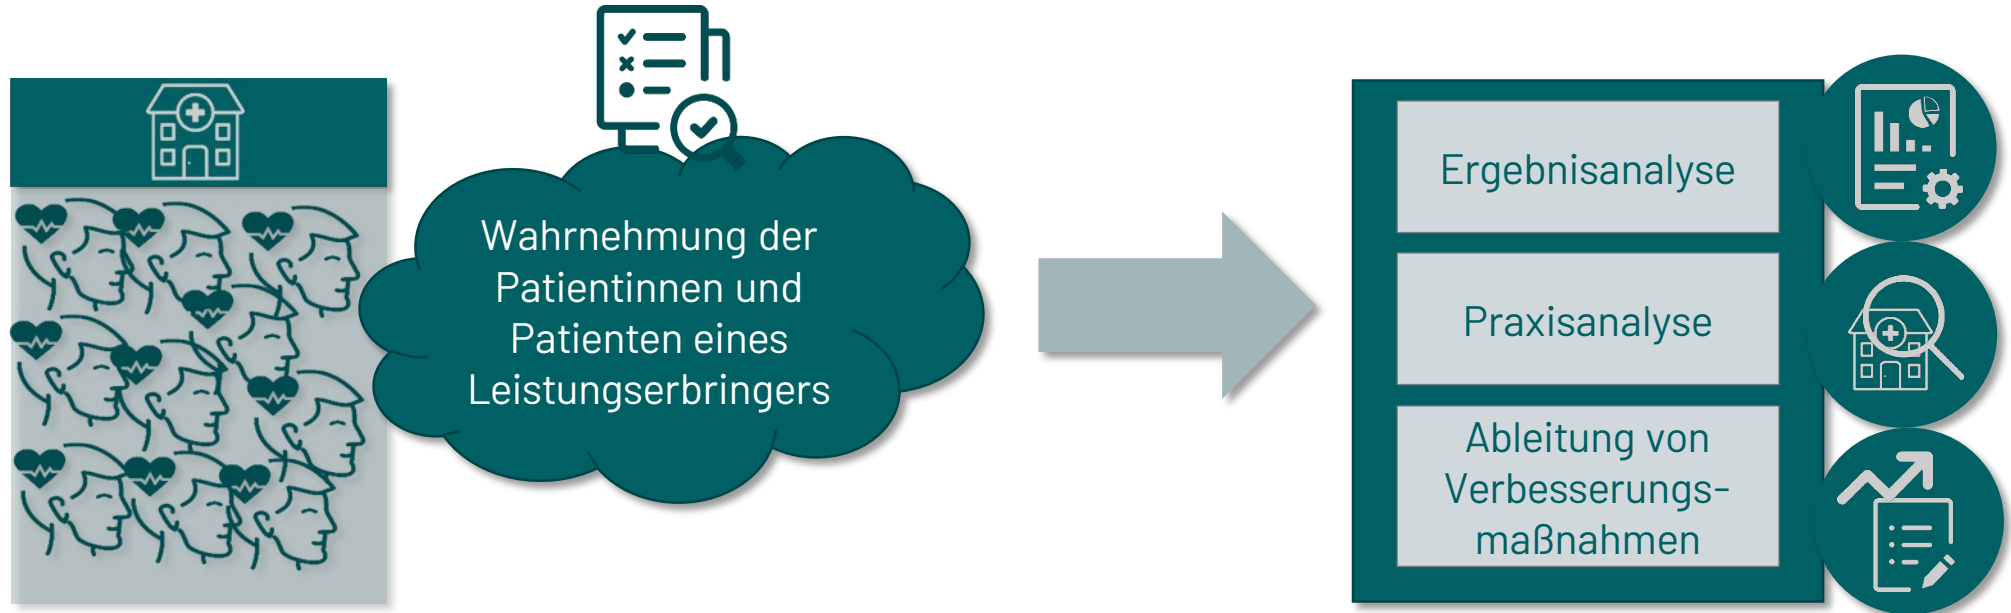 Wahrnehmung der
Patientinnen und
Patienten eines
Leistungserbringers
Ergebnisanalyse
Praxisanalyse
Ableitung von
Verbesserungs-
maßnahmen